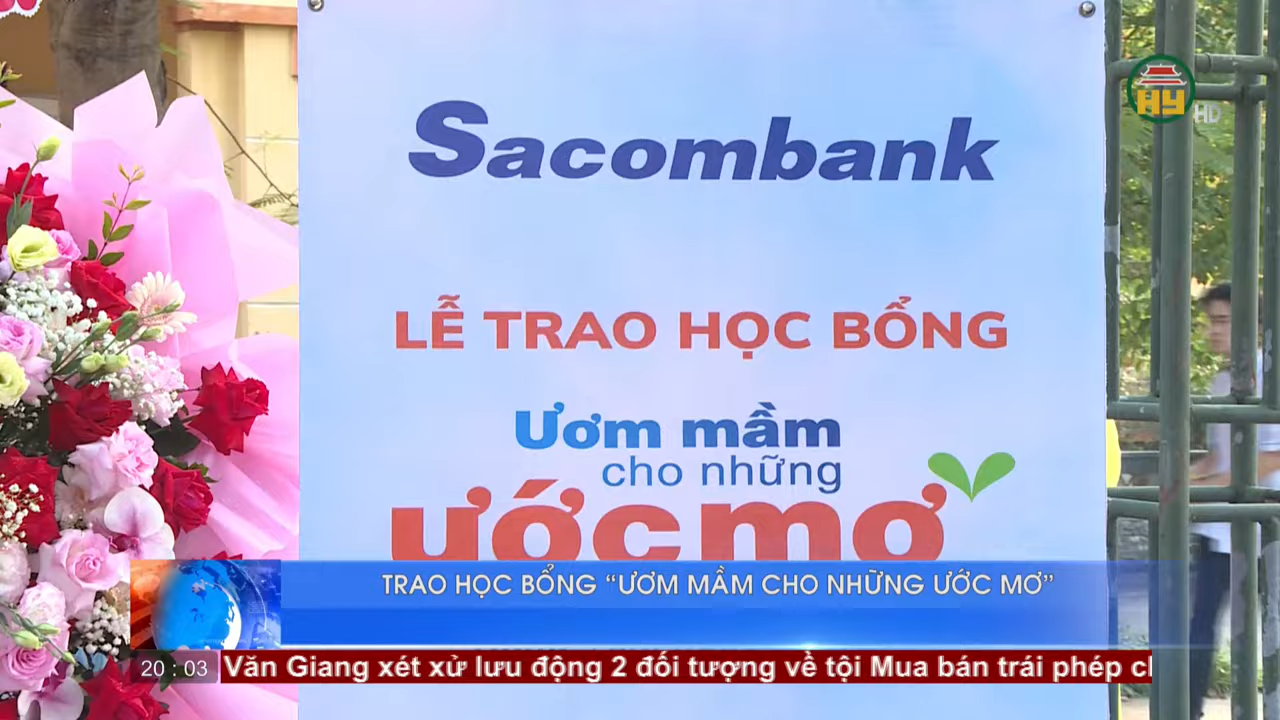 HY
HD
Sacombank
LỄ TRAO HỌC BỔNG
Ươm mầm
cho những
ước mơ
TRAO HỌC BỔNG “ƯƠM MẦM CHO NHỮNG ƯỚC MƠ”
20 : 03
Văn Giang xét xử lưu động 2 đối tượng về tội Mua bán trái phép